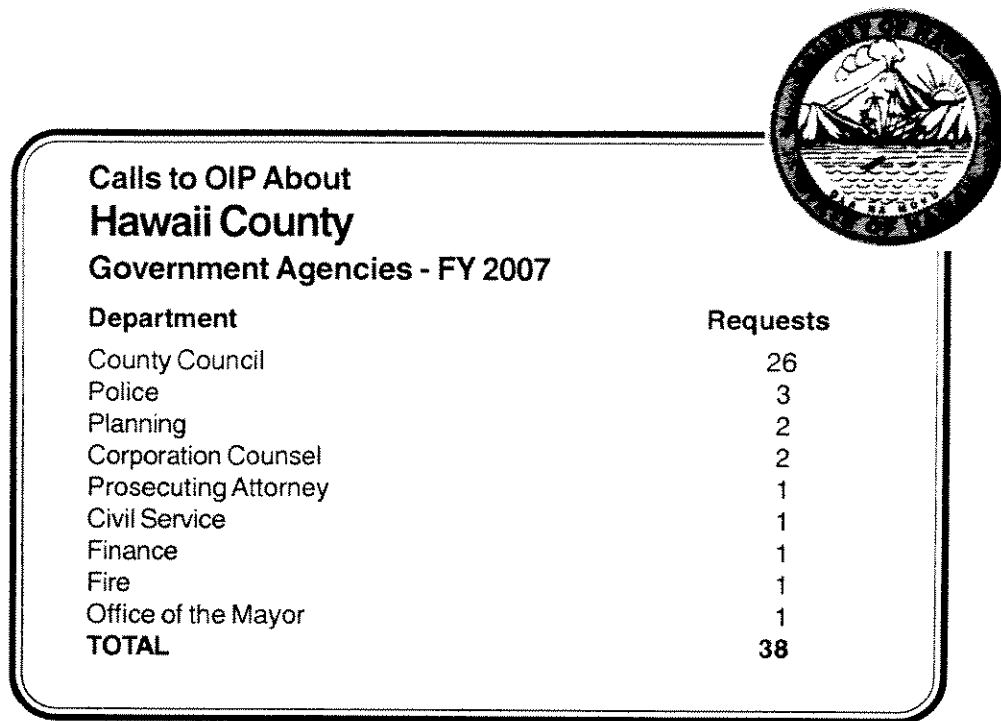 Calls to OIP About
Hawaii County
Government Agencies - FY 2007
Department Requests
County Council 26
Police 3
Planning 2
Corporation Counsel 2
Prosecuting Attorney 1
Civil Service 1
Finance 1
Fire 1
Office of the Mayor 1
TOTAL 38